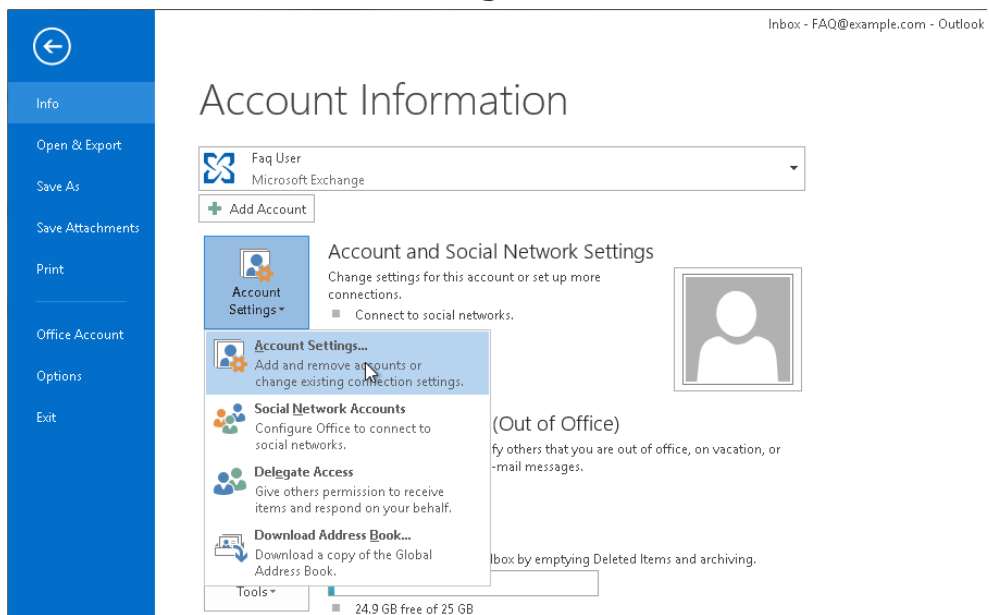 Inbox - FAQ@example.com - Outlook
Info
Open & Export
Save As
Save Attachments
Print
Office Account
Options
Exit
Account Information
Faq User
Microsoft Exchange
Add Account
Account
Settings
Account and Social Network Settings
Change settings for this account or set up more
connections.
Connect to social networks.
Account Settings...
Add and remove accounts or
change existing connection settings.
Social Network Accounts
Configure Office to connect to
social networks.
Delegate Access
Give others permission to receive
items and respond on your behalf.
Download Address Book...
Download a copy of the Global
Address Book.
(Out of Office)
fy others that you are out of office, on vacation, or
-mail messages.
lbox by emptying Deleted Items and archiving.
Tools
24.9 GB free of 25 GB